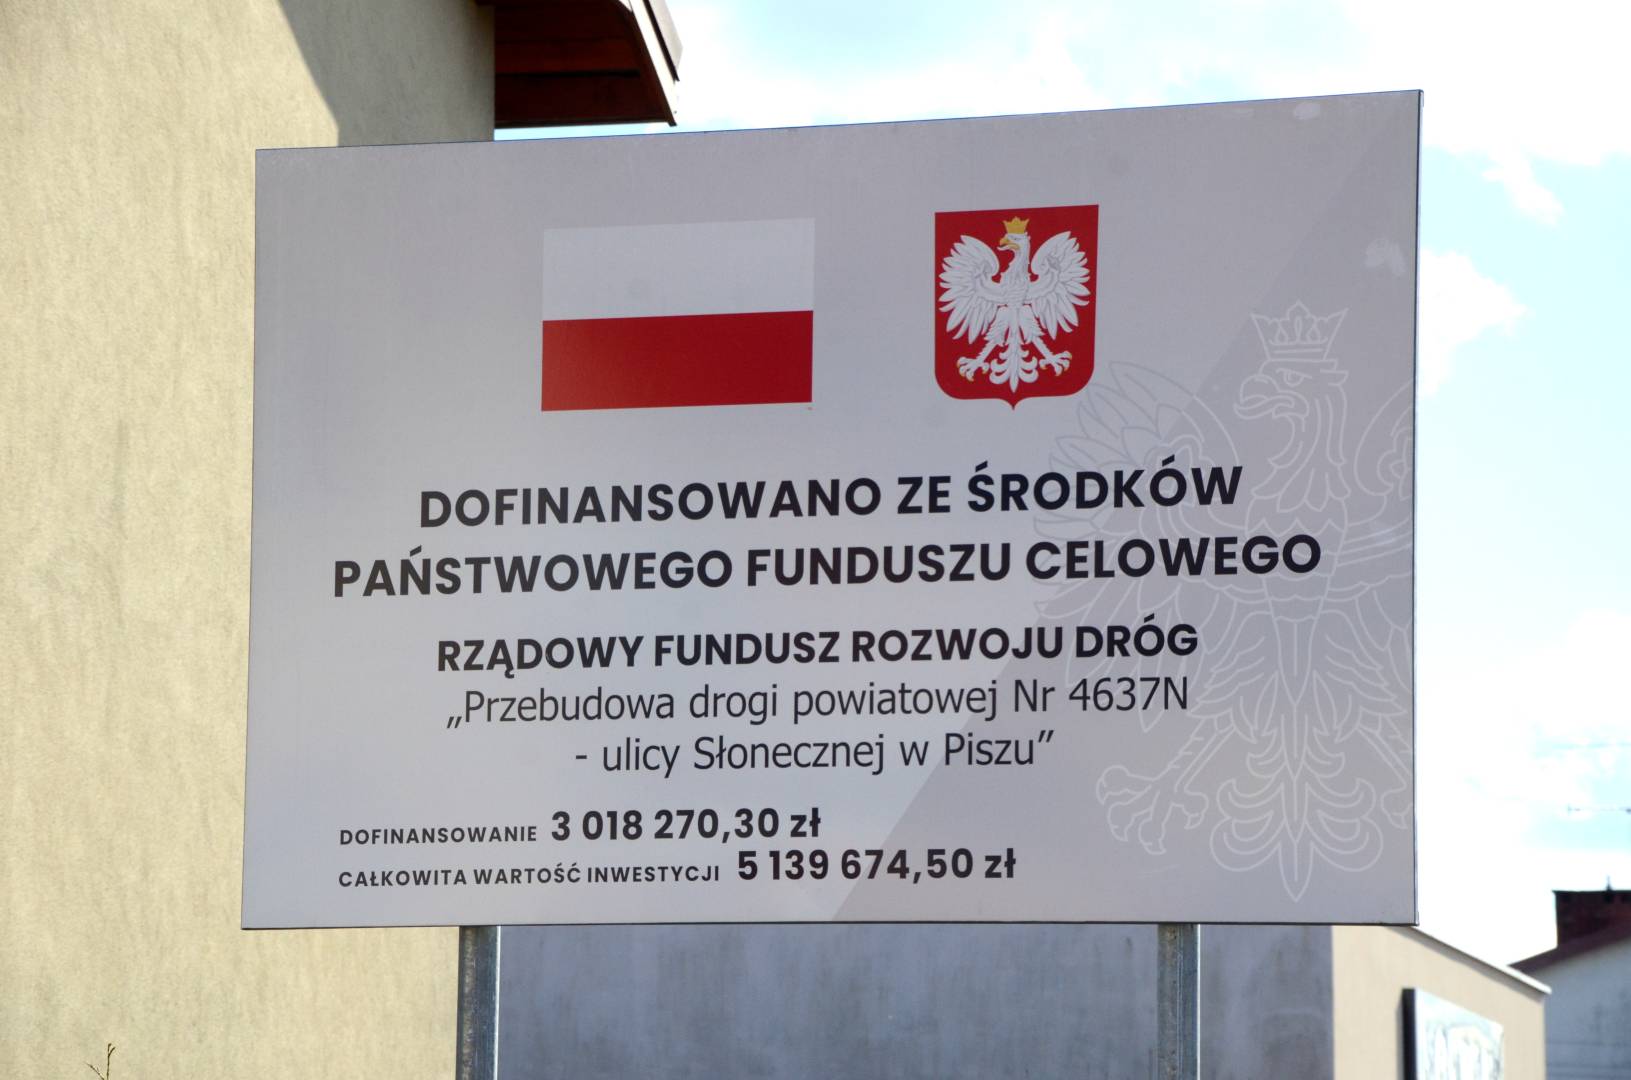 DOFINANSOWANO ZE ŚRODKÓW
PAŃSTWOWEGO FUNDUSZU CELOWEGO
RZĄDOWY FUNDUSZ ROZWOJU DRÓG
„Przebudowa drogi powiatowej Nr 4637N
- ulicy Słonecznej w Piszu”
DOFINANSOWANIE 3 018 270,30 zł
CAŁKOWITA WARTOŚĆ INWESTYCJI 5 139 674,50 zł